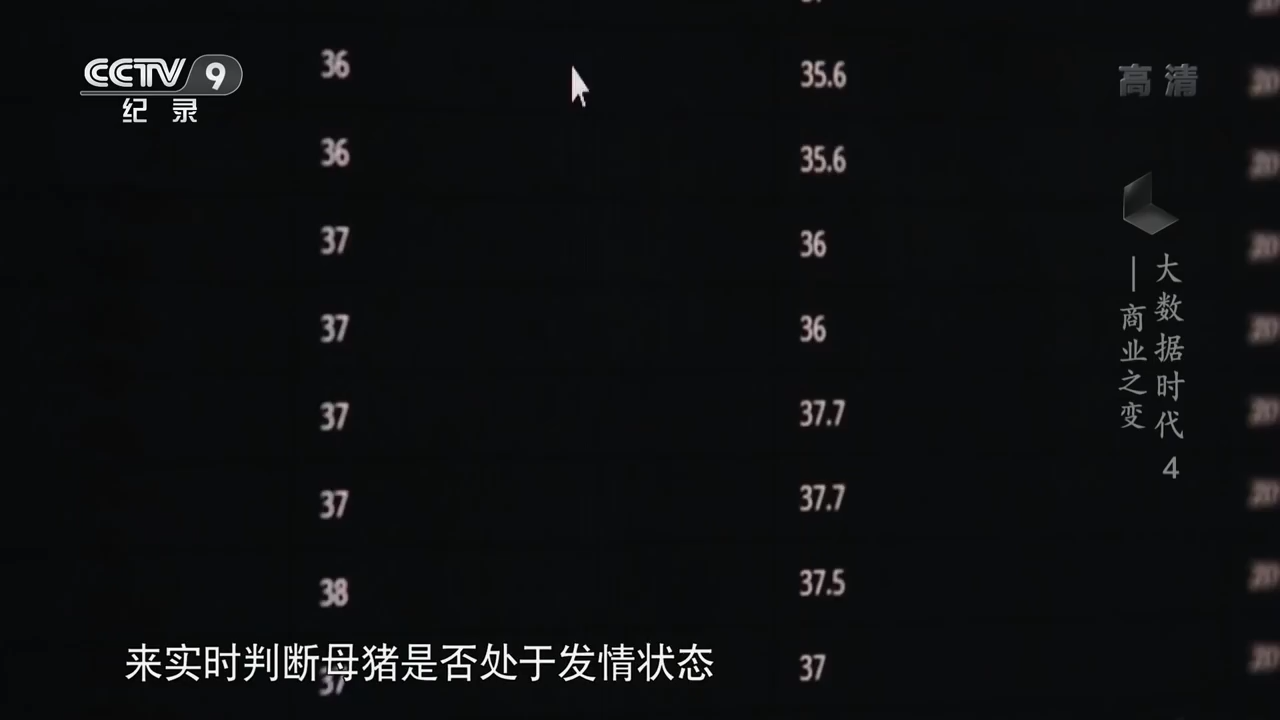 CCTV 9
纪录
高清
大数据时代 4
—商业之变
36 35.6
36 35.6
37 36
37 36
37 37.7
37 37.7
38 37.5
37 37
来实时判断母猪是否处于发情状态